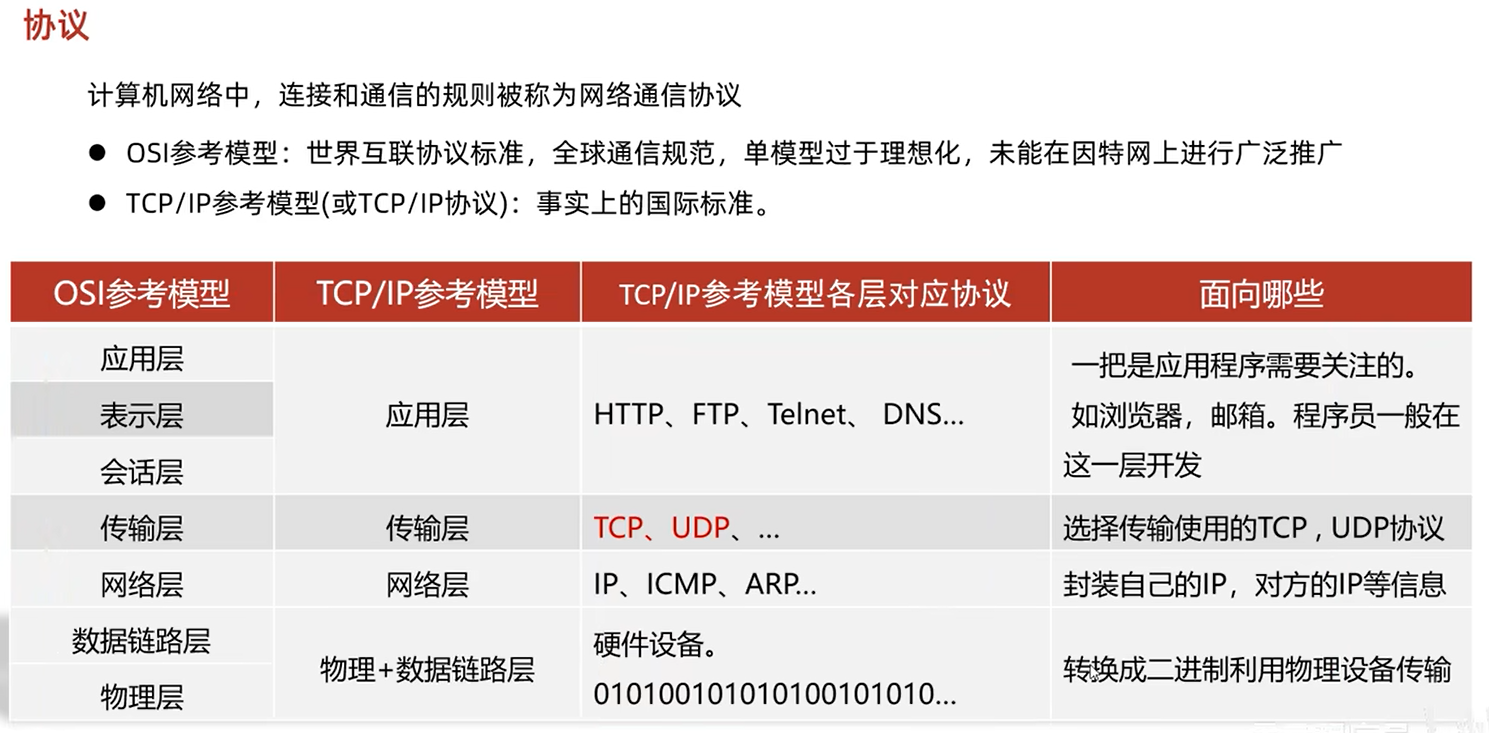 协议
计算机网络中，连接和通信的规则被称为网络通信协议
● OSI参考模型：世界互联协议标准，全球通信规范，单模型过于理想化，未能在因特网上进行广泛推广
● TCP/IP参考模型(或TCP/IP协议)：事实上的国际标准。
OSI参考模型 TCP/IP参考模型 TCP/IP参考模型各层对应协议 面向哪些
应用层
表示层
会话层
应用层
HTTP、FTP、Telnet、 DNS...
一把是应用程序需要关注的。
如浏览器，邮箱。程序员一般在
这一层开发
传输层 传输层 TCP、UDP、... 选择传输使用的TCP , UDP协议
网络层 网络层 IP、ICMP、ARP... 封装自己的IP，对方的IP等信息
数据链路层
物理层
物理+数据链路层
硬件设备。
010100101010100101010...
转换成二进制利用物理设备传输